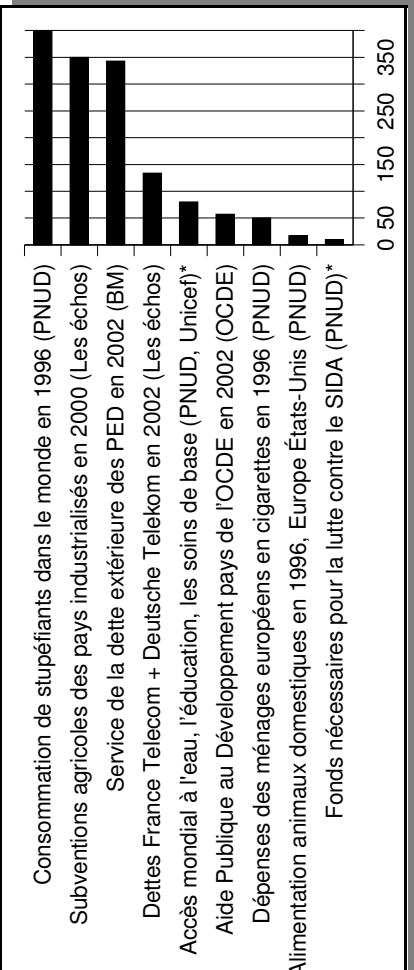 Consommation de stupéfiants dans le monde en 1996 (PNUD)
Subventions agricoles des pays industrialisés en 2000 (Les échos)
Service de la dette extérieure des PED en 2002 (BM)
Dettes France Telecom + Deutsche Telekom en 2002 (Les échos)
Accès mondial à l'eau, l'éducation, les soins de base (PNUD, Unicef)*
Aide Publique au Développement pays de l'OCDE en 2002 (OCDE)
Dépenses des ménages européens en cigarettes en 1996 (PNUD)
Alimentation animaux domestiques en 1996, Europe États-Unis (PNUD)
Fonds nécessaires pour la lutte contre le SIDA (PNUD)*
0 50 150 250 350